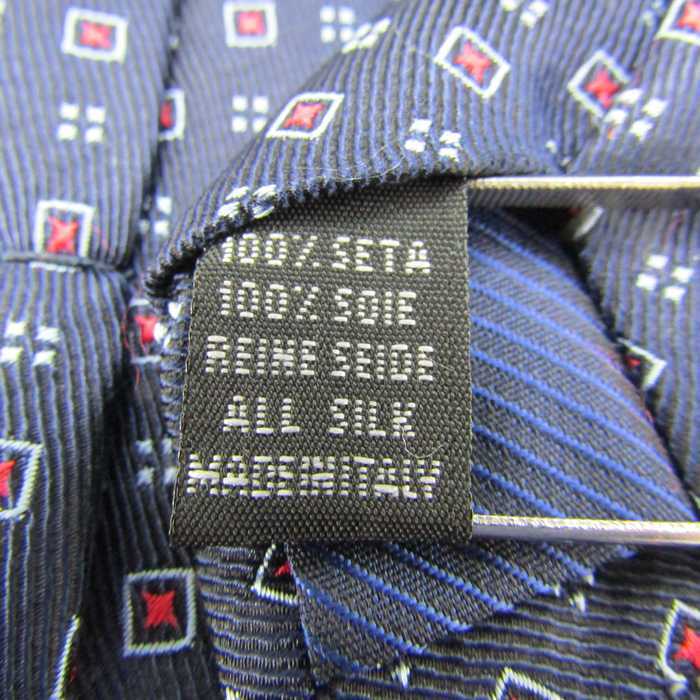 100% SETA
100% SOIE
REINE SEIDE
ALL SILK
MADE IN ITALY